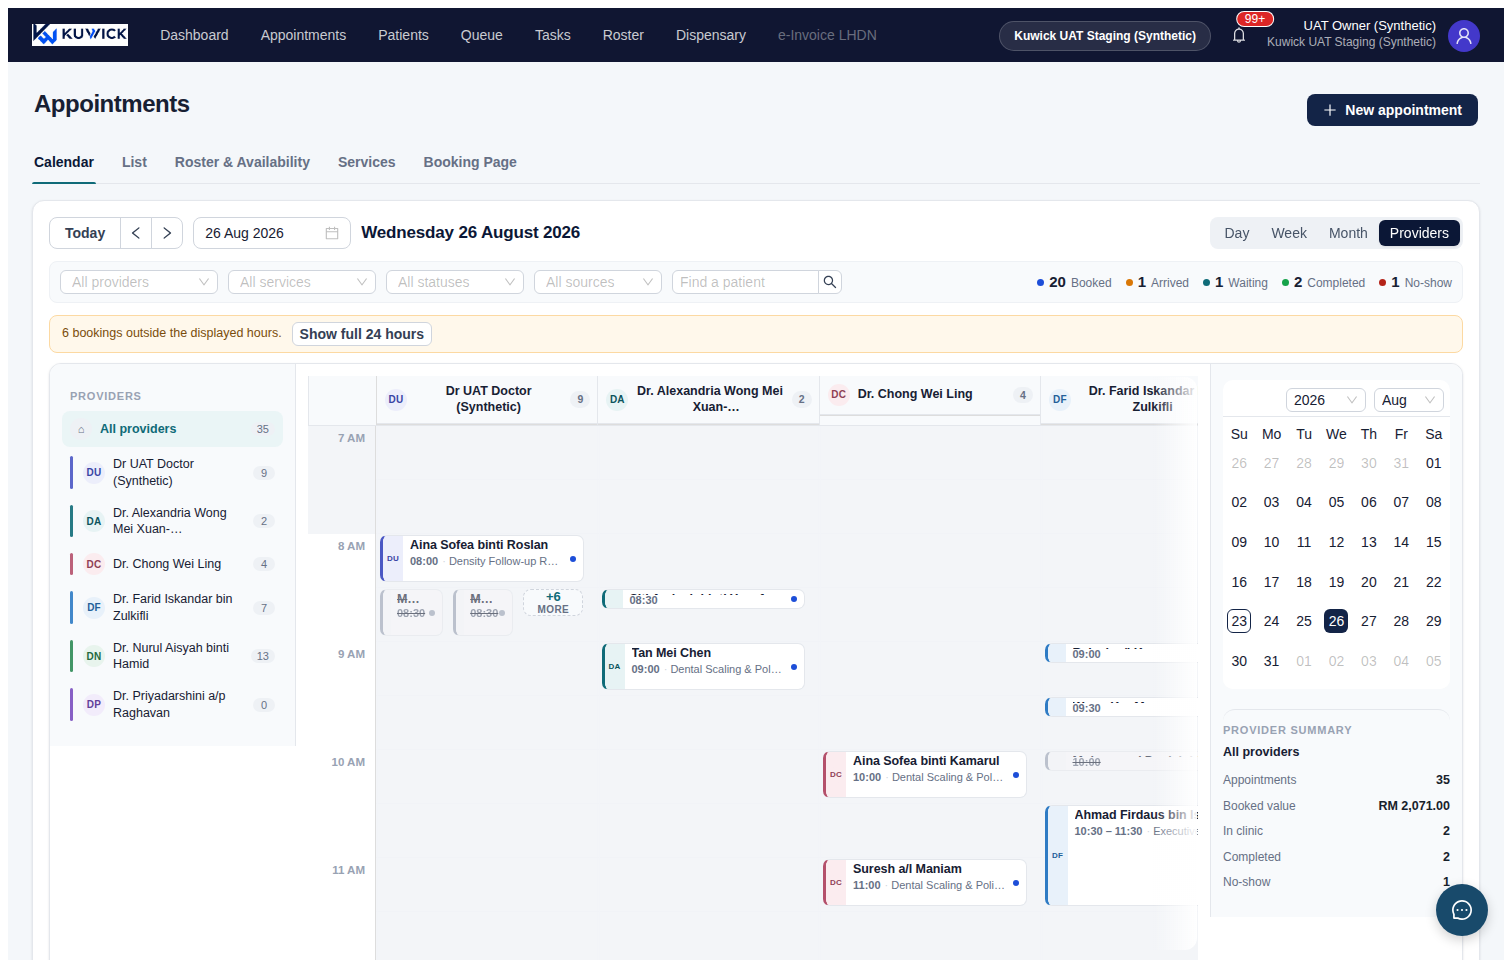 KUWICK
Dashboard
Appointments
Patients
Queue
Tasks
Roster
Dispensary
e-Invoice LHDN
Kuwick UAT Staging (Synthetic)
99+
UAT Owner (Synthetic)
Kuwick UAT Staging (Synthetic)
Appointments
New appointment
Calendar
List
Roster & Availability
Services
Booking Page
Today
26 Aug 2026
Wednesday 26 August 2026
Day
Week
Month
Providers
All providers
All services
All statuses
All sources
Find a patient
20 Booked
1 Arrived
1 Waiting
2 Completed
1 No-show
6 bookings outside the displayed hours.
Show full 24 hours
PROVIDERS
All providers 35
DU Dr UAT Doctor (Synthetic) 9
DA Dr. Alexandria Wong Mei Xuan-… 2
DC Dr. Chong Wei Ling 4
DF Dr. Farid Iskandar bin Zulkifli 7
DN Dr. Nurul Aisyah binti Hamid 13
DP Dr. Priyadarshini a/p Raghavan 0
DU Dr UAT Doctor (Synthetic) 9
DA Dr. Alexandria Wong Mei Xuan-… 2
DC Dr. Chong Wei Ling 4
DF Dr. Farid Iskandar Zulkifli
7 AM
8 AM
DU Aina Sofea binti Roslan
08:00 · Density Follow-up R…
M…
08:30
M…
08:30
+6
MORE
08:30
9 AM
DA Tan Mei Chen
09:00 · Dental Scaling & Pol…
09:00
09:30
10 AM
DC Aina Sofea binti Kamarul
10:00 · Dental Scaling & Pol…
10:00
DF Ahmad Firdaus bin
10:30 – 11:30 · Executive
11 AM
DC Suresh a/l Maniam
11:00 · Dental Scaling & Poli…
2026
Aug
Su Mo Tu We Th Fr Sa
26 27 28 29 30 31 01
02 03 04 05 06 07 08
09 10 11 12 13 14 15
16 17 18 19 20 21 22
23 24 25 26 27 28 29
30 31 01 02 03 04 05
PROVIDER SUMMARY
All providers
Appointments 35
Booked value RM 2,071.00
In clinic 2
Completed 2
No-show 1